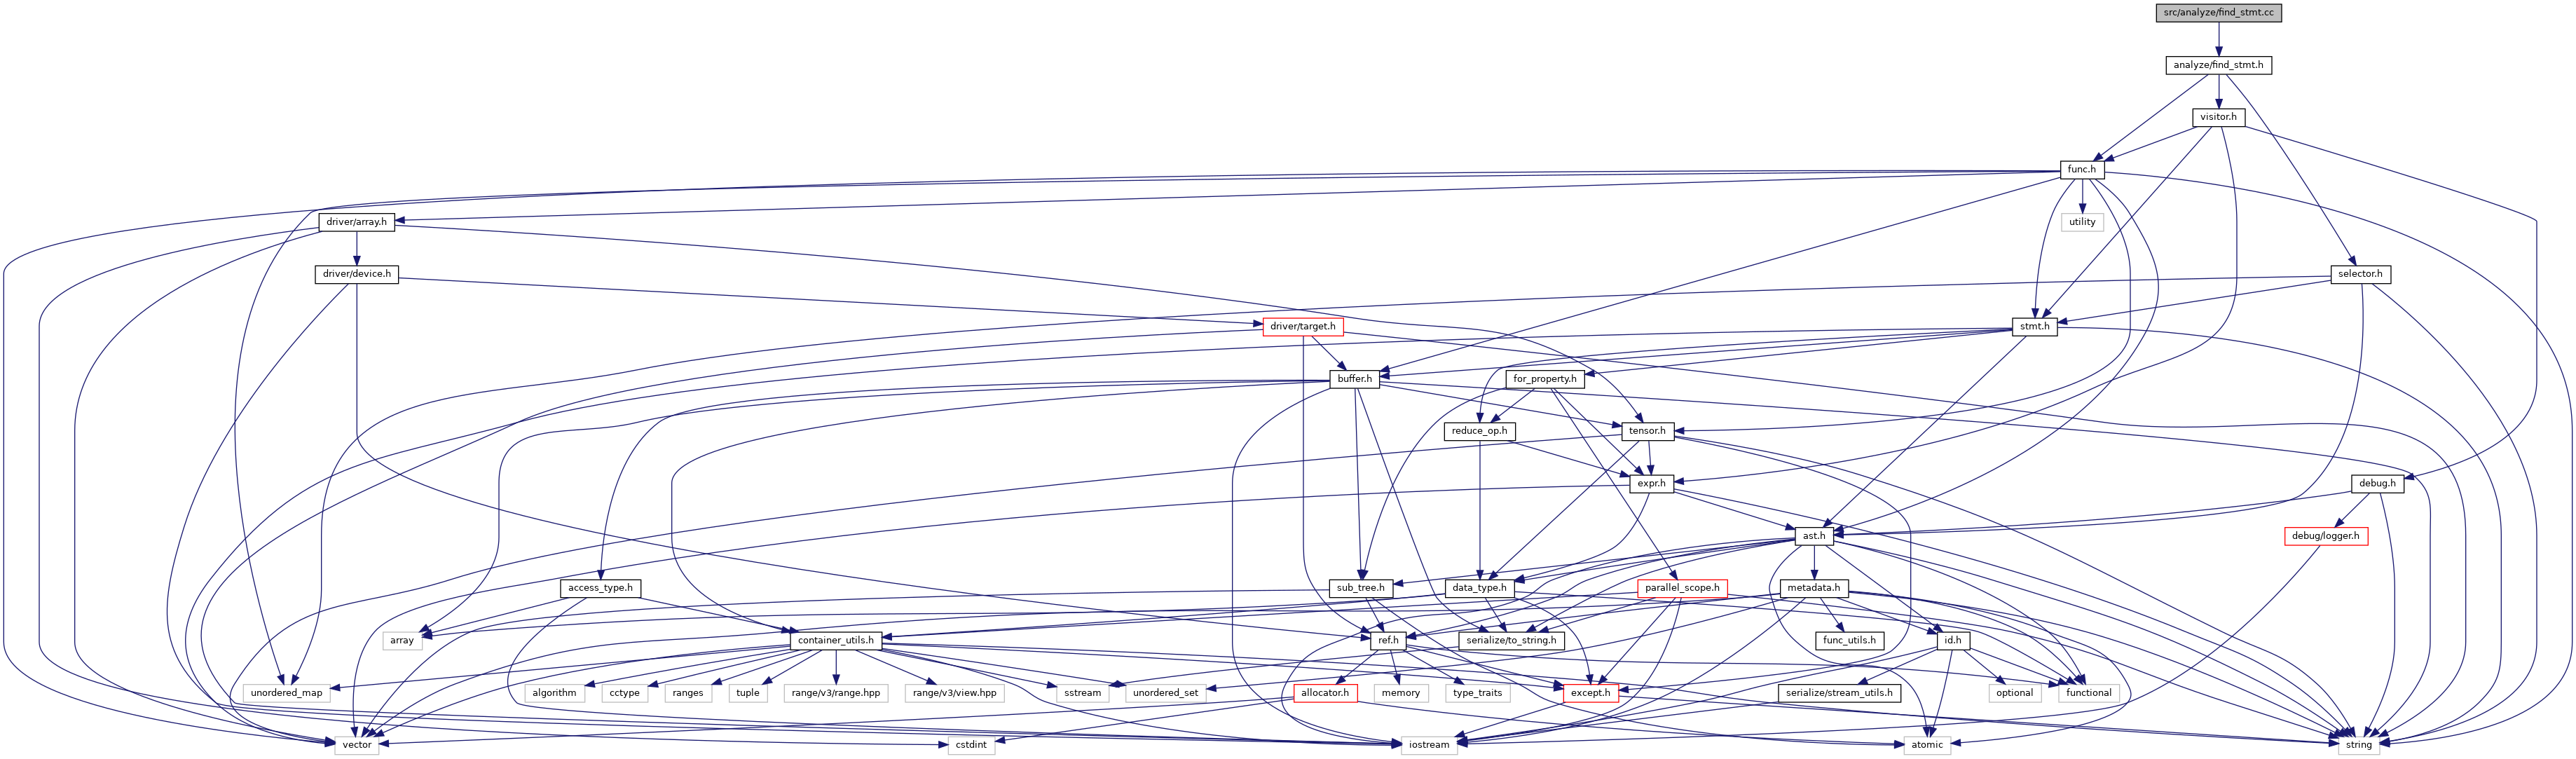 src/analyze/find_stmt.cc
analyze/find_stmt.h
visitor.h
func.h
driver/array.h
utility
driver/device.h
selector.h
driver/target.h
stmt.h
buffer.h
for_property.h
reduce_op.h
tensor.h
expr.h
debug.h
ast.h
debug/logger.h
access_type.h
sub_tree.h
data_type.h
parallel_scope.h
metadata.h
array
container_utils.h
ref.h
serialize/to_string.h
func_utils.h
id.h
unordered_map
algorithm
cctype
ranges
tuple
range/v3/range.hpp
range/v3/view.hpp
sstream
unordered_set
allocator.h
memory
type_traits
except.h
serialize/stream_utils.h
optional
functional
vector
cstdint
iostream
atomic
string